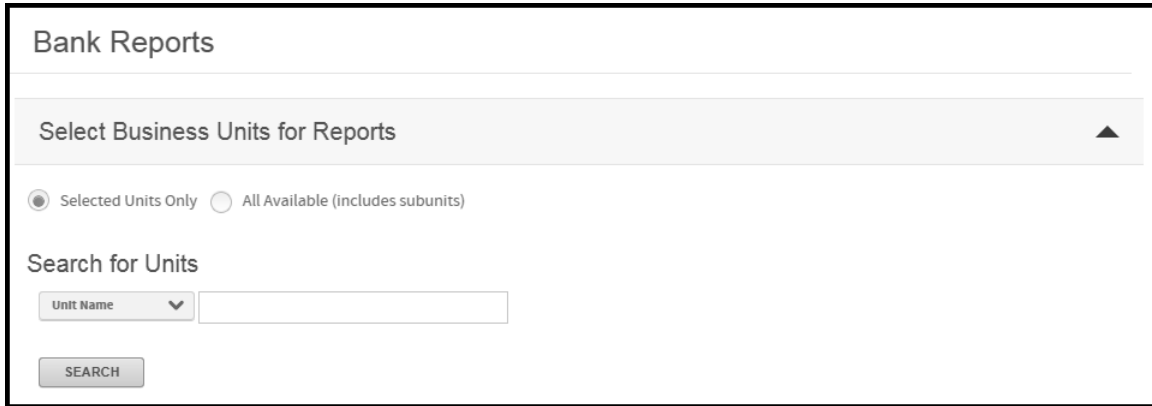 Bank Reports
Select Business Units for Reports
Selected Units Only All Available (includes subunits)
Search for Units
Unit Name
SEARCH